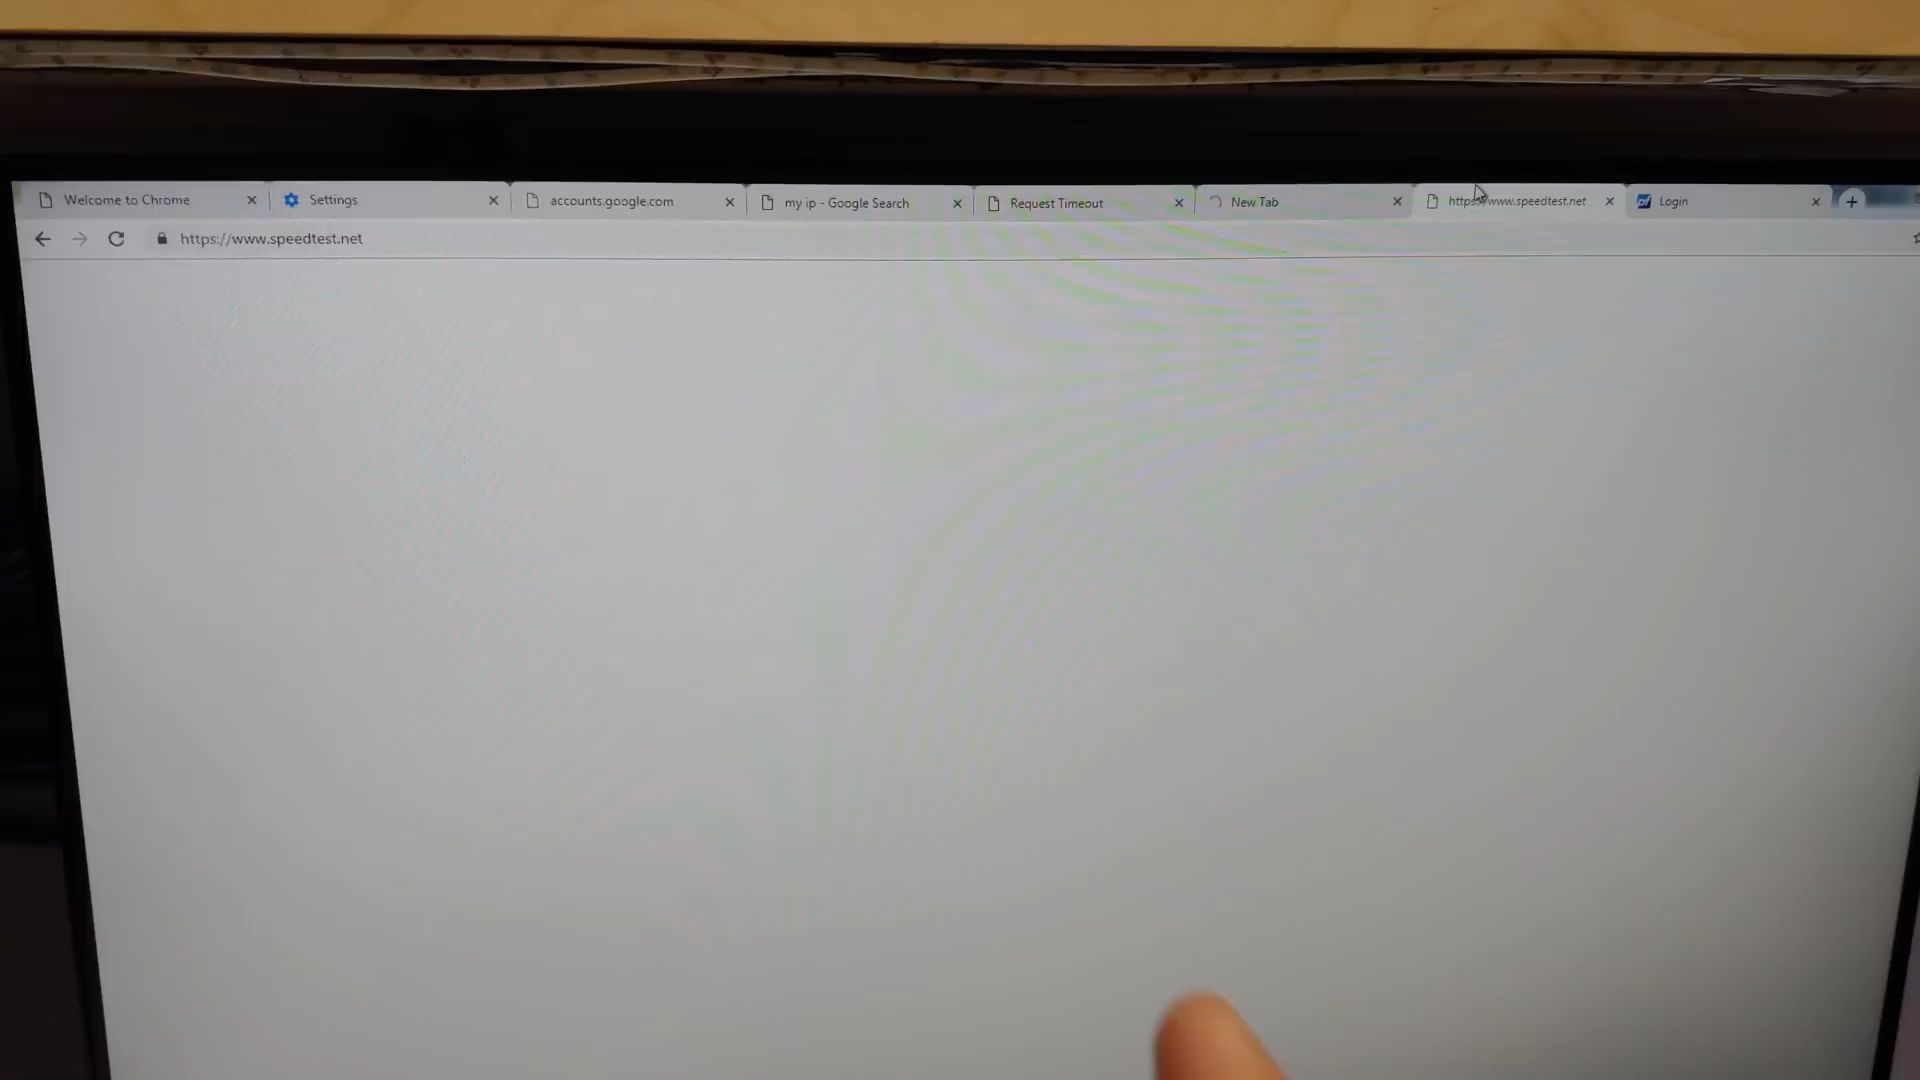 Welcome to Chrome
Settings
accounts.google.com
my ip - Google Search
Request Timeout
New Tab
https://www.speedtest.net
Login
https://www.speedtest.net